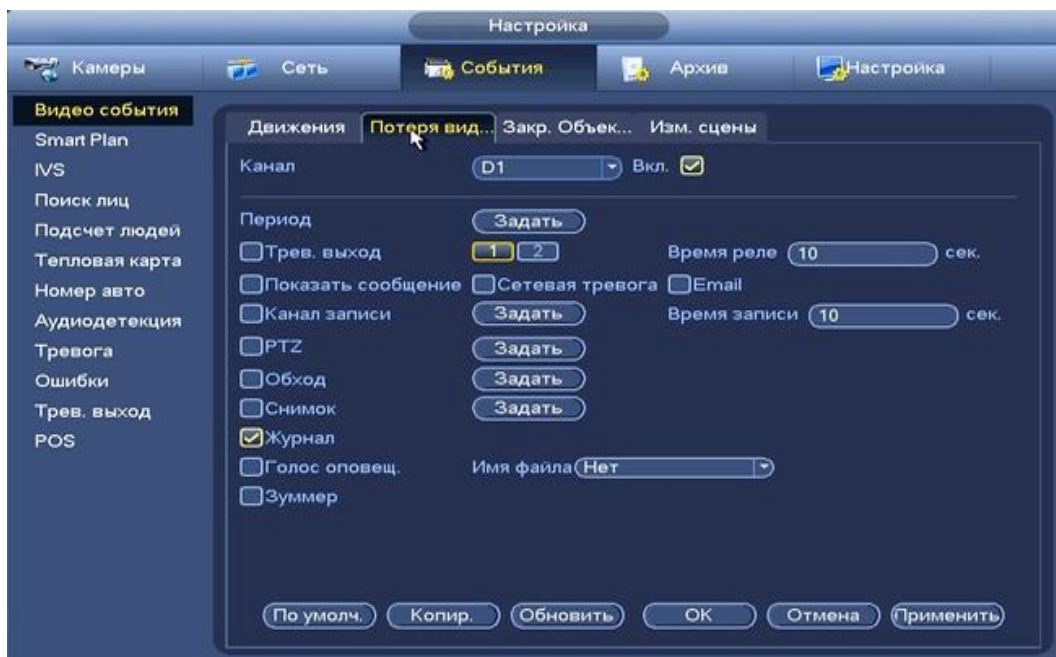 Настройка
Камеры Сеть События Архив Настройка
Видео события
Smart Plan
IVS
Поиск лиц
Подсчет людей
Тепловая карта
Номер авто
Аудиодетекция
Тревога
Ошибки
Трев. выход
POS
Движения Потеря вид... Закр. Объек... Изм. сцены
Канал D1 Вкл.
Период Задать
Трев. выход 1 2 Время реле 10 сек.
Показать сообщение Сетевая тревога Email
Канал записи Задать Время записи 10 сек.
PTZ Задать
Обход Задать
Снимок Задать
Журнал
Голос оповещ. Имя файла Нет
Зуммер
По умолч. Копир. Обновить OK Отмена Применить